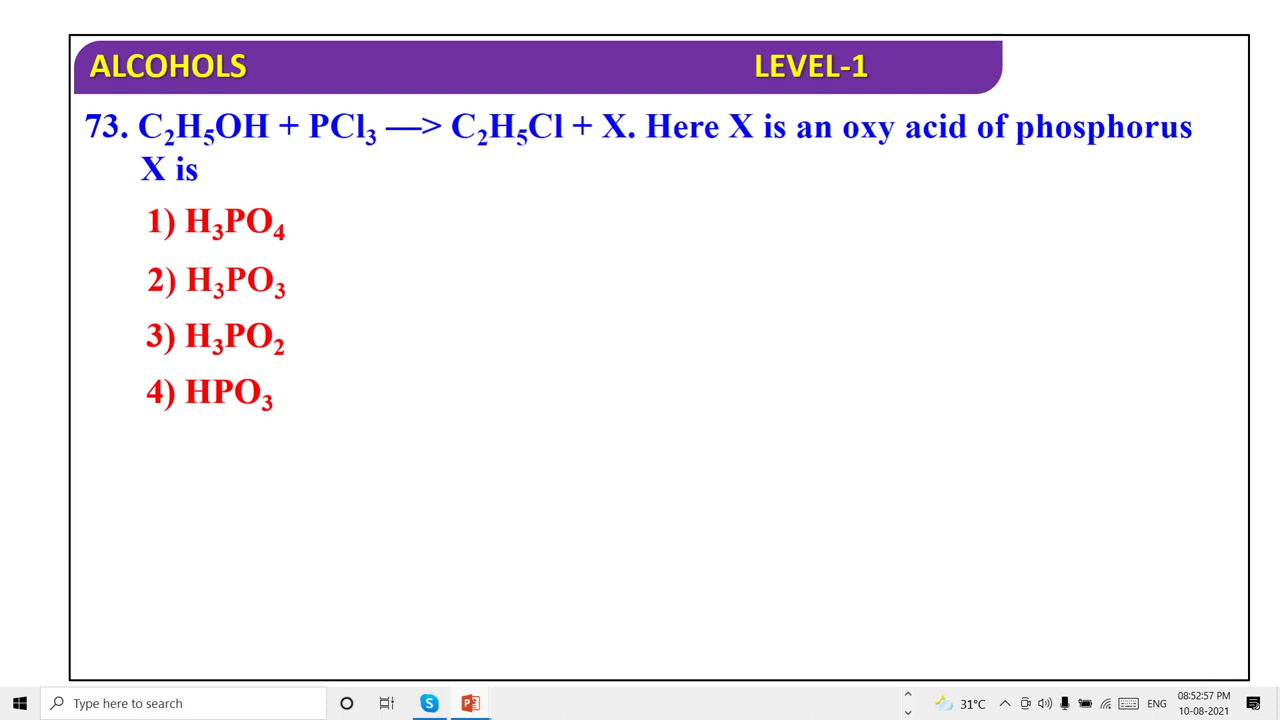 ALCOHOLS LEVEL-1
73. C₂H₅OH + PCl₃ —> C₂H₅Cl + X. Here X is an oxy acid of phosphorus
X is
1) H₃PO₄
2) H₃PO₃
3) H₃PO₂
4) HPO₃
Type here to search
31°C
ENG
08:52:57 PM
10-08-2021